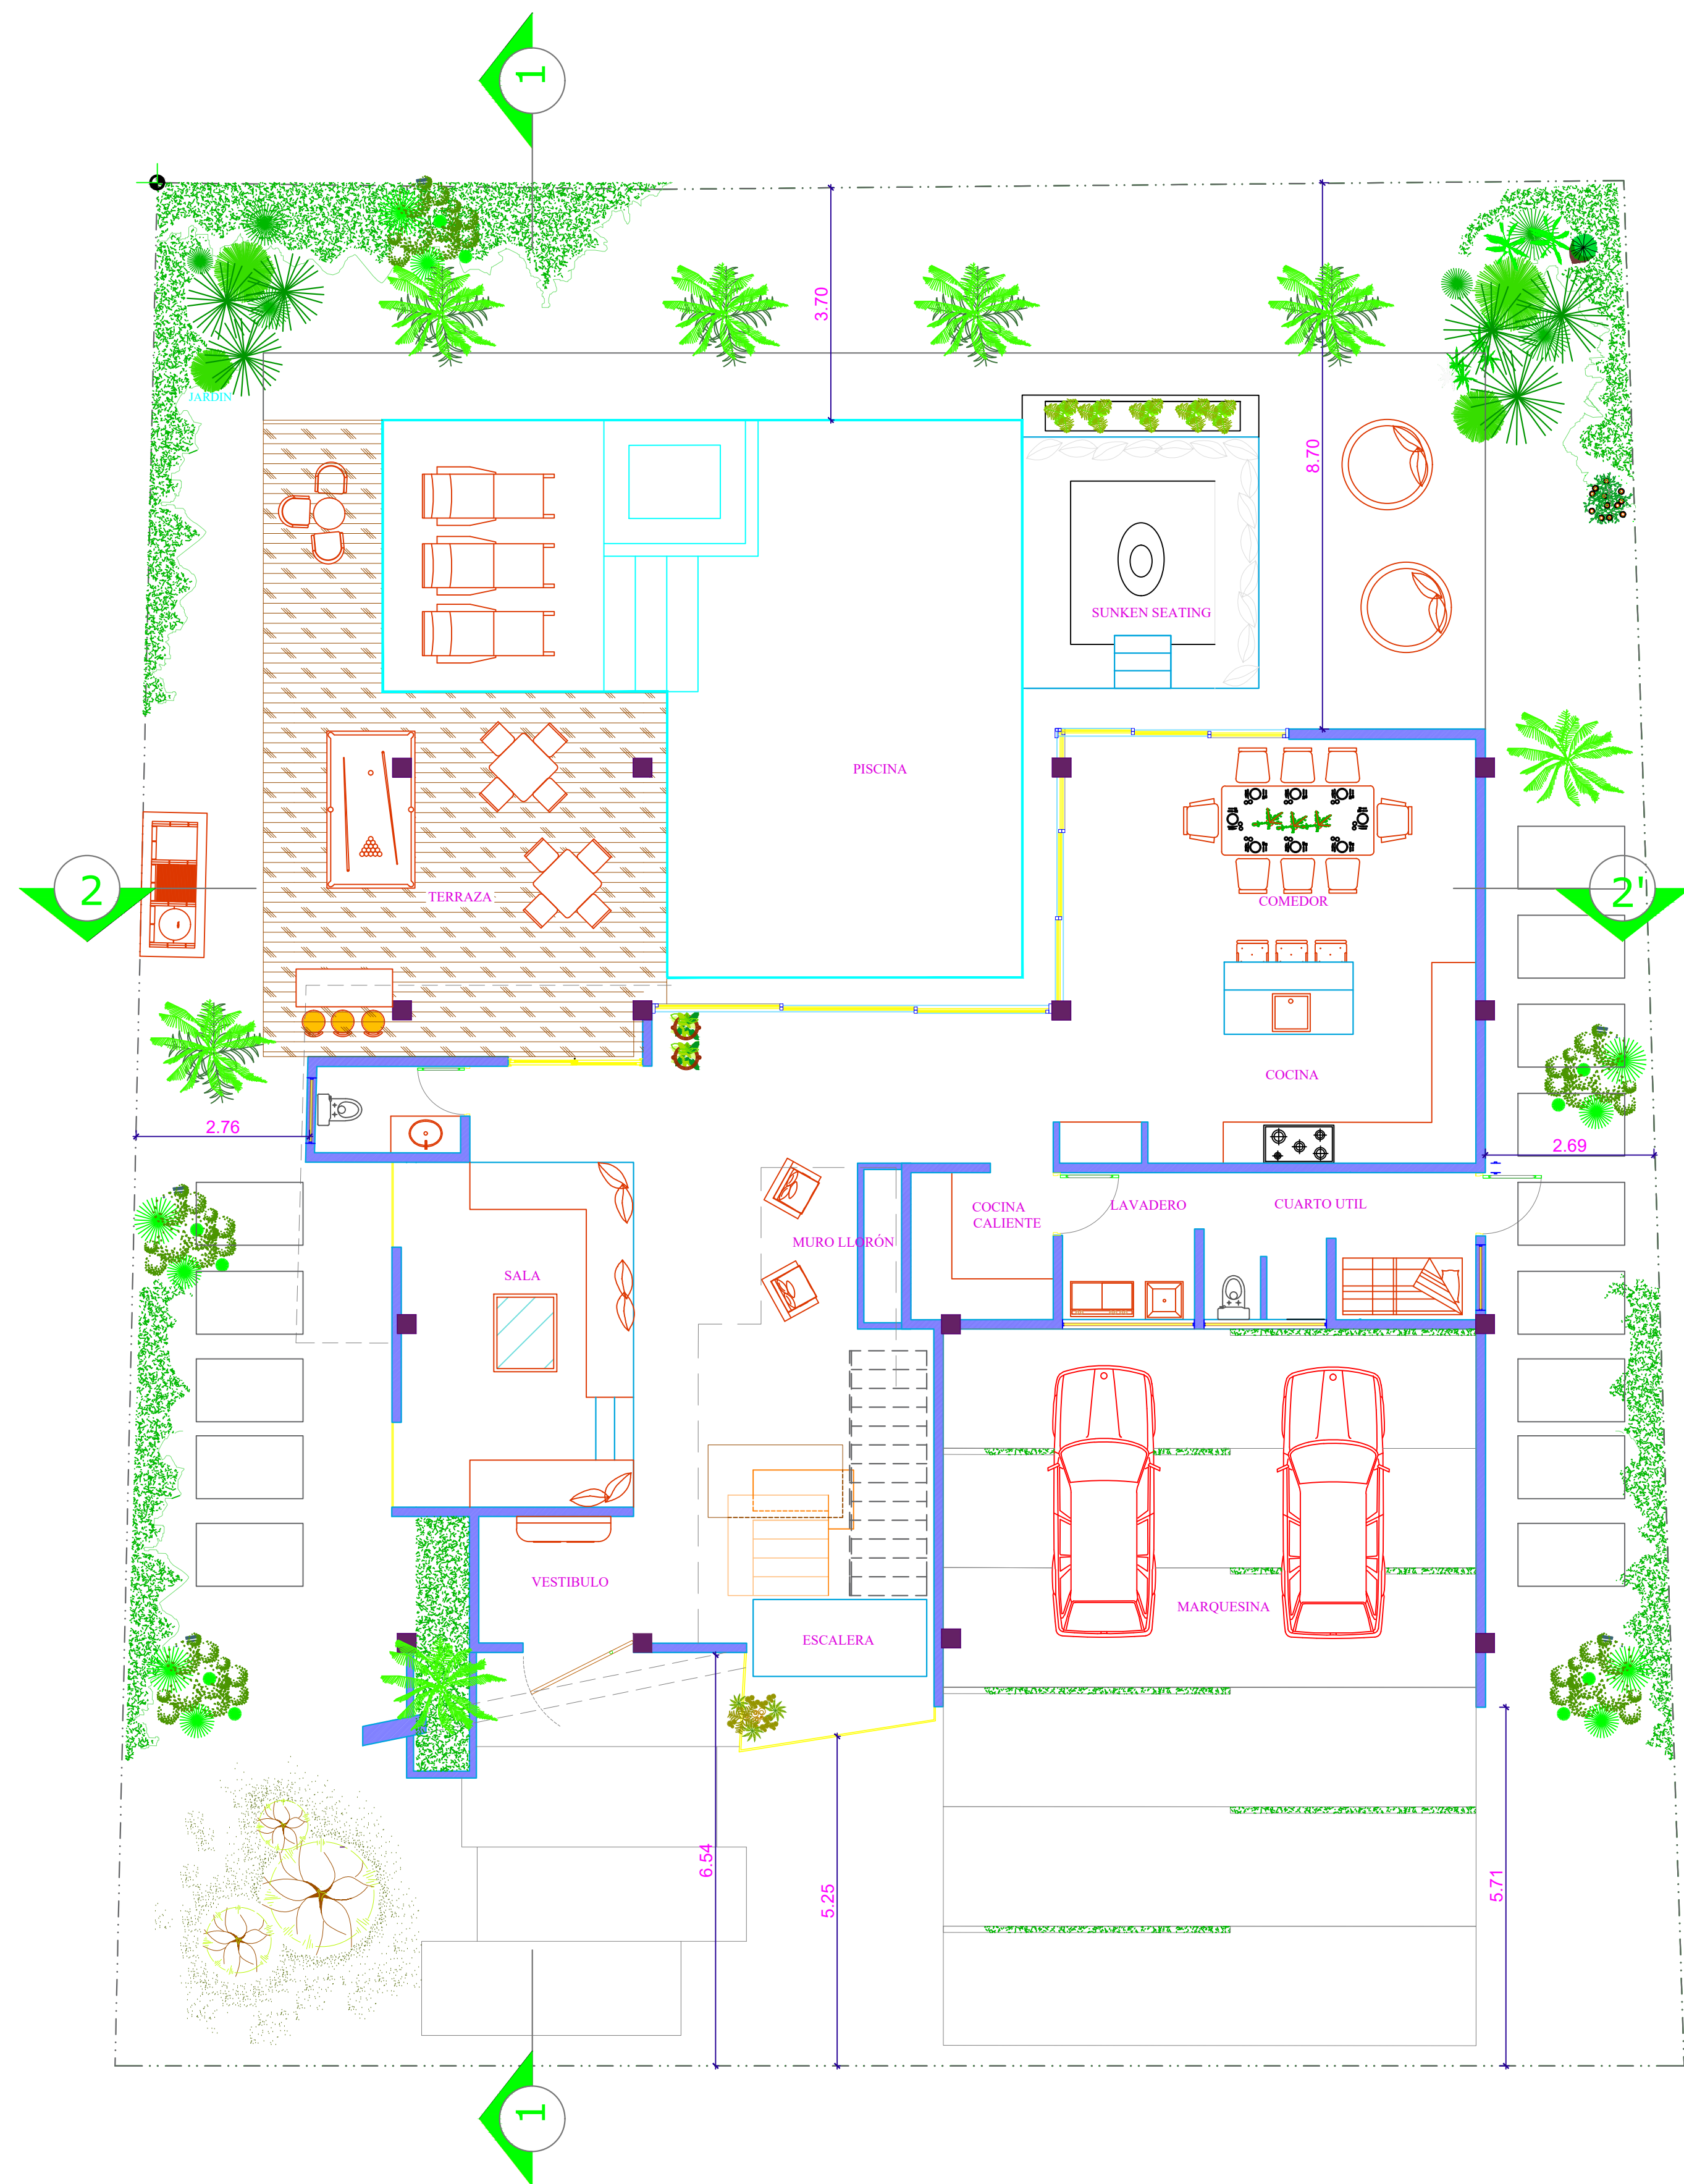 1
3.70
8.70
JARDIN
SUNKEN SEATING
PISCINA
2
TERRAZA
COMEDOR
2'
COCINA
2.76
2.69
COCINA
CALIENTE
LAVADERO
CUARTO UTIL
MURO LLORÓN
SALA
VESTIBULO
MARQUESINA
ESCALERA
6.54
5.25
5.71
1